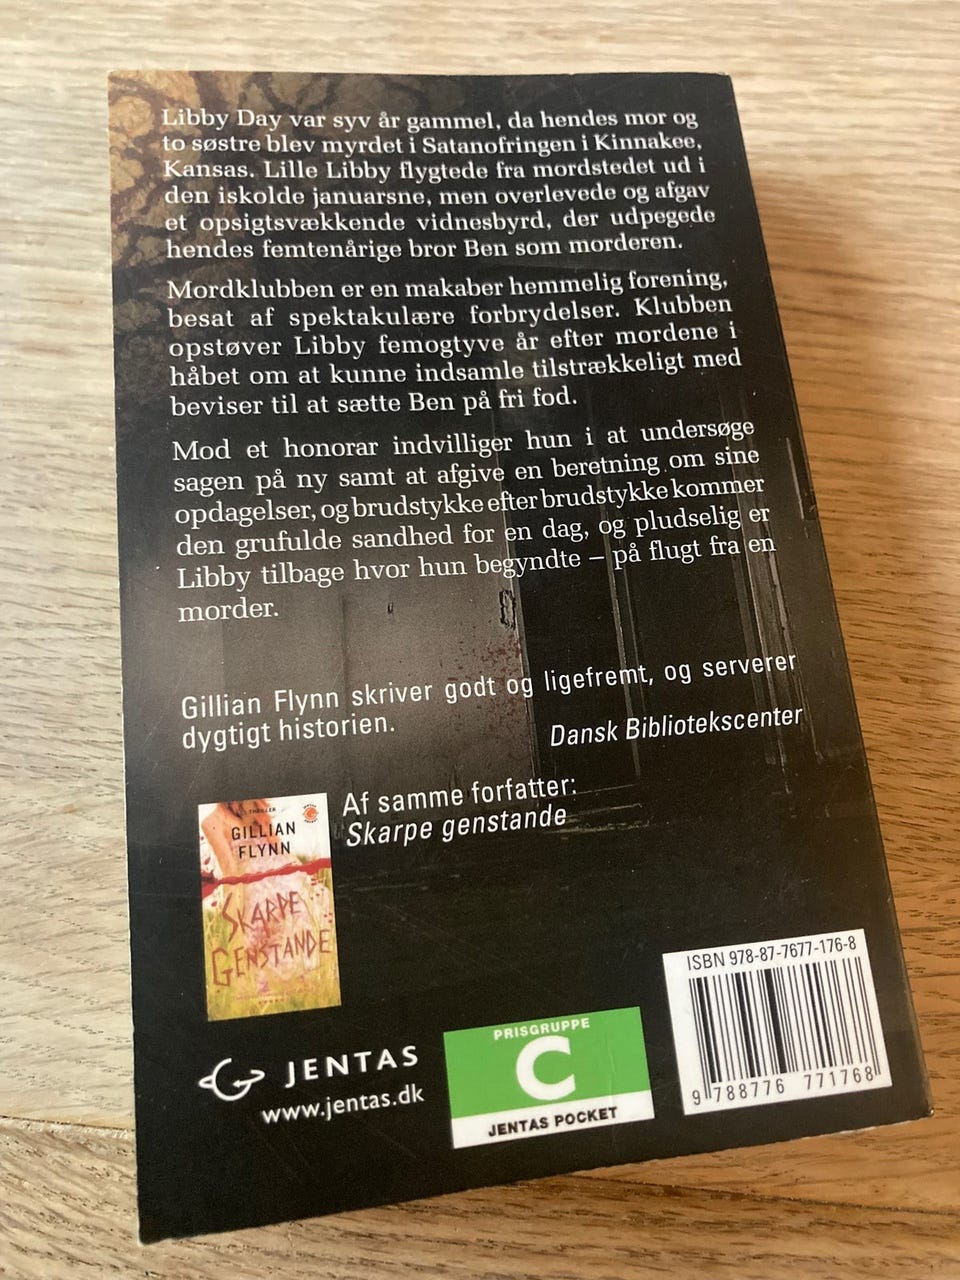 Libby Day var syv år gammel, da hendes mor og
to søstre blev myrdet i Satanofringen i Kinnakee,
Kansas. Lille Libby flygtede fra mordstedet ud i
den iskolde januarsne, men overlevede og afgav
et opsigtsvækkende vidnesbyrd, der udpegede
hendes femtenårige bror Ben som morderen.
Mordklubben er en makaber hemmelig forening,
besat af spektakulære forbrydelser. Klubben
opstøver Libby femogtyve år efter mordene i
håbet om at kunne indsamle tilstrækkeligt med
beviser til at sætte Ben på fri fod.
Mod et honorar indvilliger hun i at undersøge
sagen på ny samt at afgive en beretning om sine
opdagelser, og brudstykke efter brudstykke kommer
den grufulde sandhed for en dag, og pludselig er
Libby tilbage hvor hun begyndte – på flugt fra en
morder.
Gillian Flynn skriver godt og ligefremt, og serverer
dygtigt historien.
Dansk Bibliotekscenter
Af samme forfatter:
Skarpe genstande
THRILLER
GILLIAN
FLYNN
SKARPE
GENSTANDE
JENTAS
www.jentas.dk
PRISGRUPPE
C
JENTAS POCKET
ISBN 978-87-7677-176-8
9 788776 771768